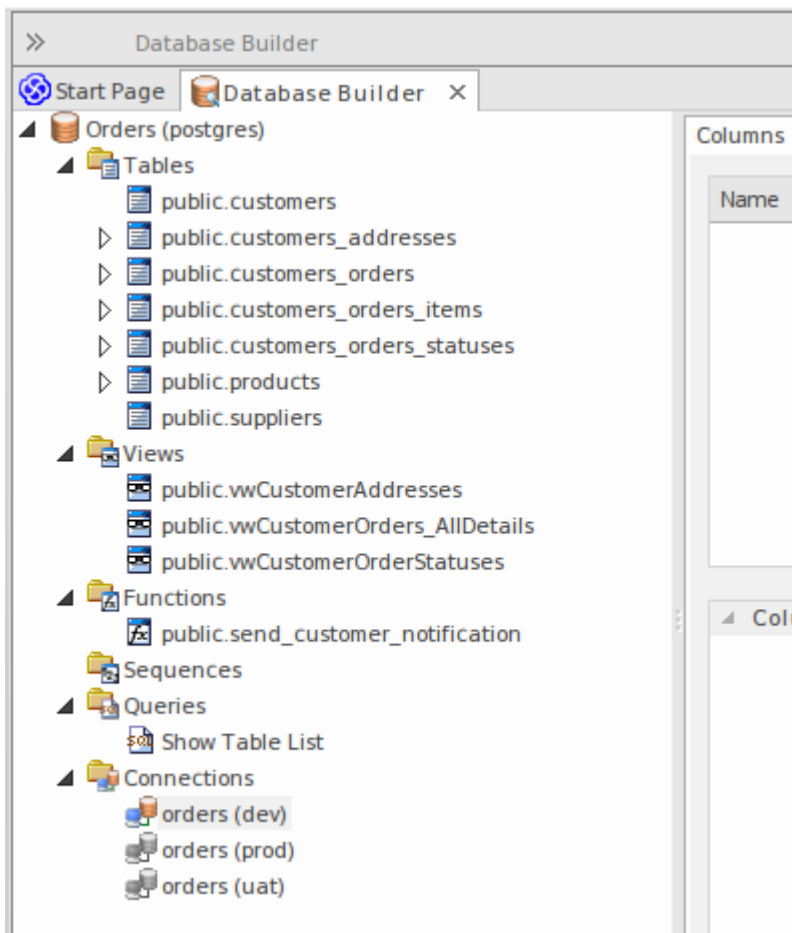 Database Builder
Start Page Database Builder
Orders (postgres)
Columns
Tables
Name
public.customers
public.customers_addresses
public.customers_orders
public.customers_orders_items
public.customers_orders_statuses
public.products
public.suppliers
Views
public.vwCustomerAddresses
public.vwCustomerOrders_AllDetails
public.vwCustomerOrderStatuses
Functions
public.send_customer_notification
Colu
Sequences
Queries
Show Table List
Connections
orders (dev)
orders (prod)
orders (uat)